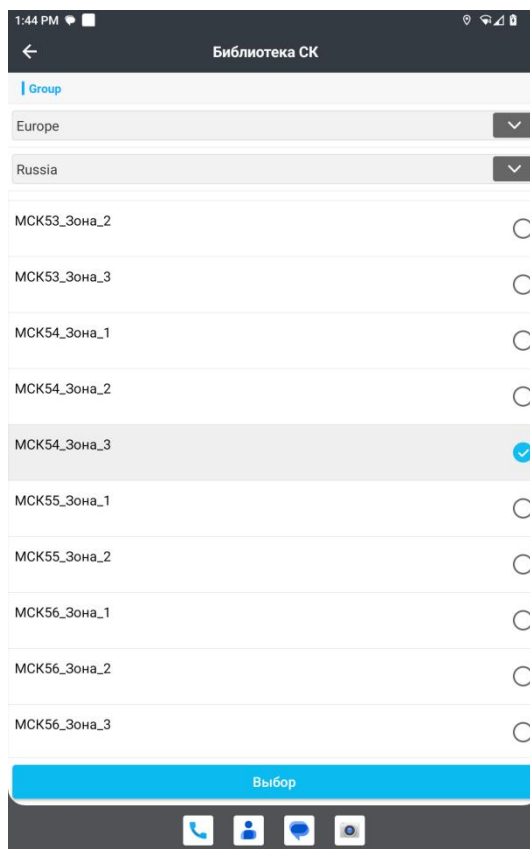 1:44 PM
Библиотека СК
Group
Europe
Russia
МСК53_Зона_2
МСК53_Зона_3
МСК54_Зона_1
МСК54_Зона_2
МСК54_Зона_3
МСК55_Зона_1
МСК55_Зона_2
МСК56_Зона_1
МСК56_Зона_2
МСК56_Зона_3
Выбор